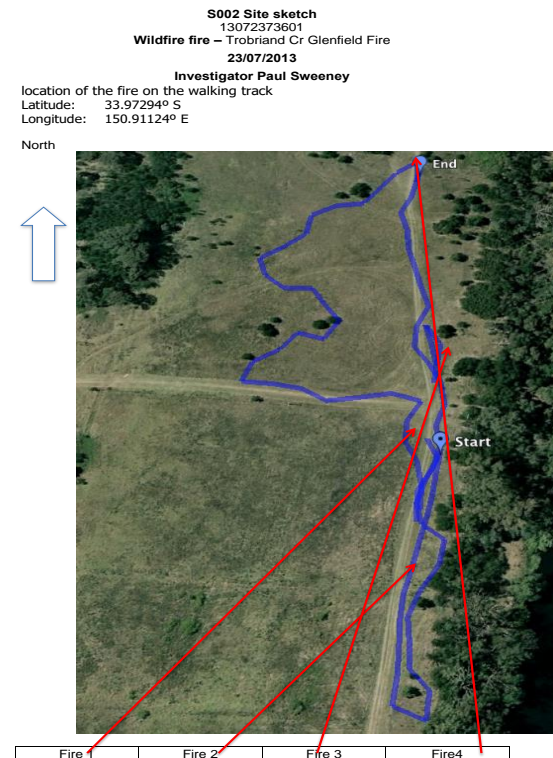 S002 Site sketch
13072373601
Wildfire fire – Trobriand Cr Glenfield Fire
23/07/2013
Investigator Paul Sweeney
location of the fire on the walking track
Latitude: 33.97294º S
Longitude: 150.91124º E
North
End
Start
Fire 1 Fire 2 Fire 3 Fire4